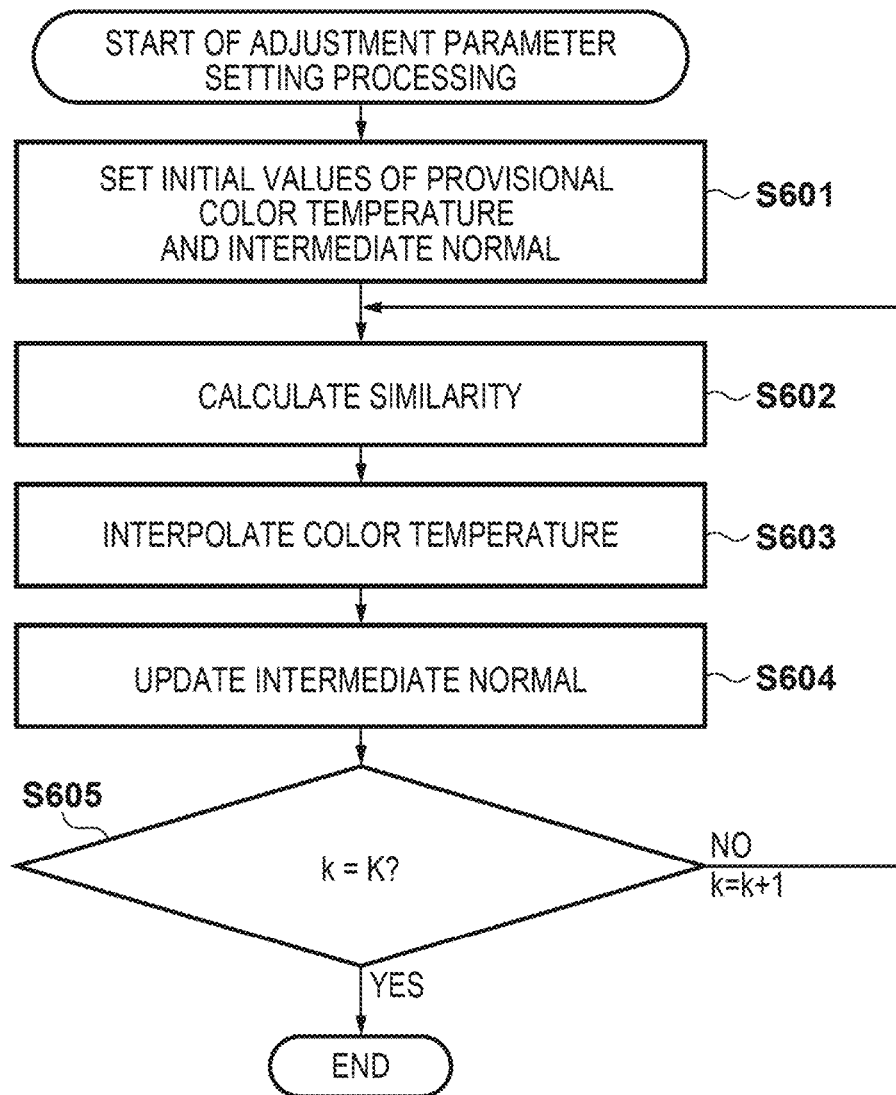 START OF ADJUSTMENT PARAMETER
SETTING PROCESSING
SET INITIAL VALUES OF PROVISIONAL
COLOR TEMPERATURE
AND INTERMEDIATE NORMAL
S601
CALCULATE SIMILARITY
S602
INTERPOLATE COLOR TEMPERATURE
S603
UPDATE INTERMEDIATE NORMAL
S604
S605
k = K?
NO
k=k+1
YES
END